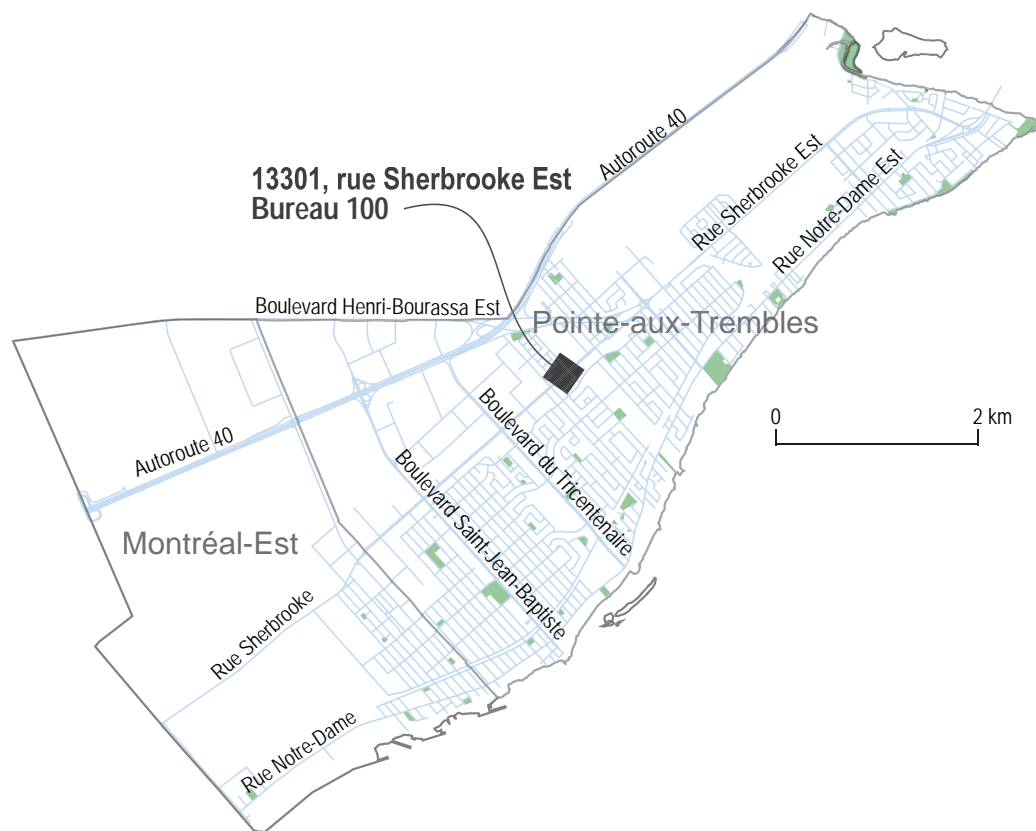 Autoroute 40
13301, rue Sherbrooke Est
Bureau 100
Rue Sherbrooke Est
Rue Notre-Dame Est
Boulevard Henri-Bourassa Est
Pointe-aux-Trembles
0 2 km
Autoroute 40
Boulevard du Tricentenaire
Boulevard Saint-Jean-Baptiste
Montréal-Est
Rue Sherbrooke
Rue Notre-Dame